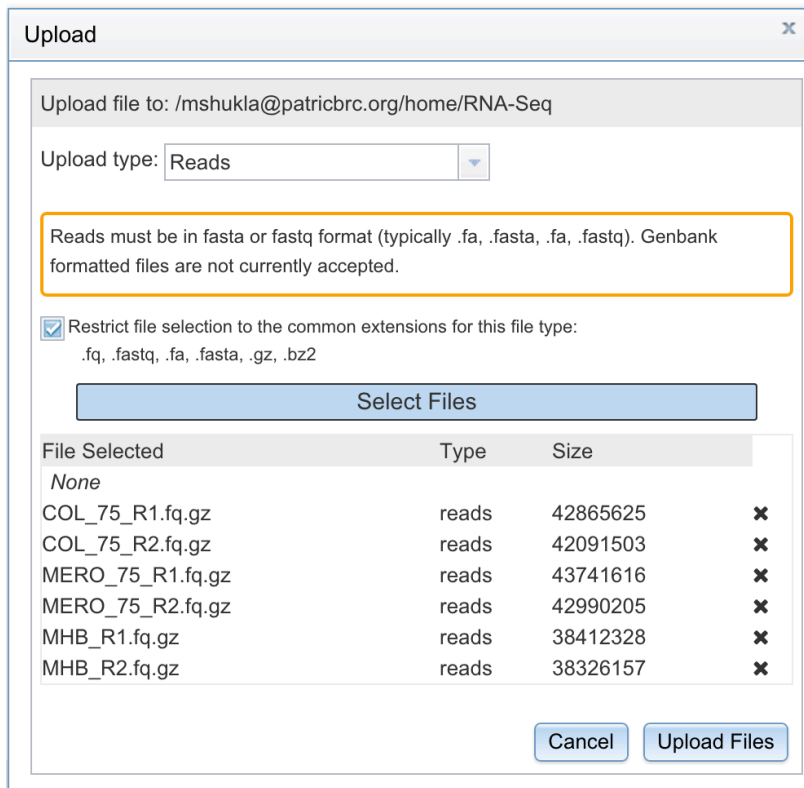 Upload x
Upload file to: /mshukla@patricbrc.org/home/RNA-Seq
Upload type: Reads
Reads must be in fasta or fastq format (typically .fa, .fasta, .fa, .fastq). Genbank
formatted files are not currently accepted.
Restrict file selection to the common extensions for this file type:
.fq, .fastq, .fa, .fasta, .gz, .bz2
Select Files
File Selected Type Size
None
COL_75_R1.fq.gz reads 42865625 ✖
COL_75_R2.fq.gz reads 42091503 ✖
MERO_75_R1.fq.gz reads 43741616 ✖
MERO_75_R2.fq.gz reads 42990205 ✖
MHB_R1.fq.gz reads 38412328 ✖
MHB_R2.fq.gz reads 38326157 ✖
Cancel Upload Files